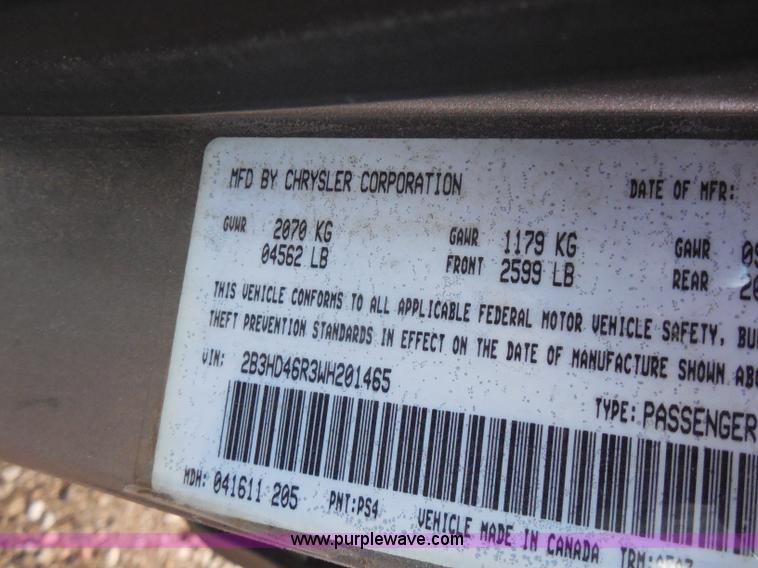 MFD BY CHRYSLER CORPORATION DATE OF MFR:
GVWR 2070 KG GAWR 1179 KG GAWR
04562 LB FRONT 2599 LB REAR
THIS VEHICLE CONFORMS TO ALL APPLICABLE FEDERAL MOTOR VEHICLE SAFETY,
THEFT PREVENTION STANDARDS IN EFFECT ON THE DATE OF MANUFACTURE SHOWN
VIN: 2B3HD46R3WH201465 TYPE: PASSENGER
MDH: 041611 205 PNT:PS4 VEHICLE MADE IN CANADA
www.purplewave.com